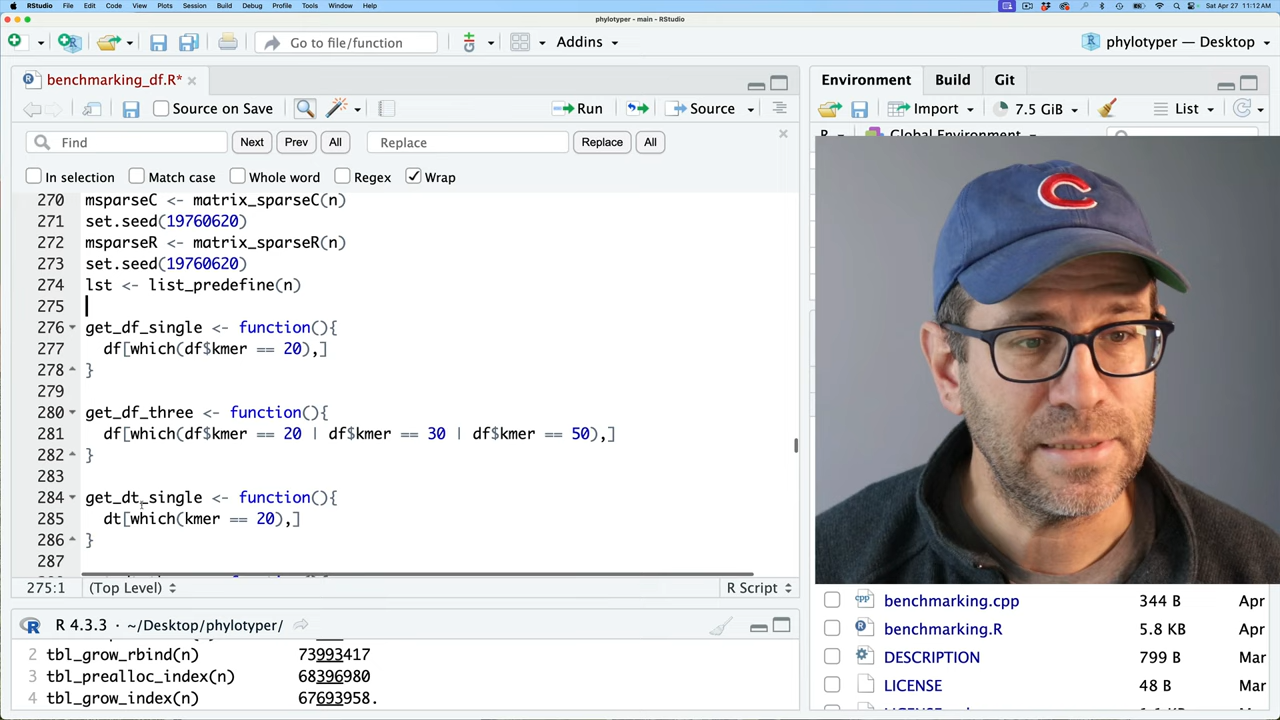 RStudio File Edit Code View Plots Session Build Debug Profile Tools Window Help Sat Apr 27 11:12 AM
phylotyper - main - RStudio
Go to file/function Addins phylotyper — Desktop
benchmarking_df.R* Environment Build Git
Source on Save Run Source Import 7.5 GiB List
R Global Environment
Find Next Prev All Replace Replace All
In selection Match case Whole word Regex Wrap
270 msparseC <- matrix_sparseC(n)
271 set.seed(19760620)
272 msparseR <- matrix_sparseR(n)
273 set.seed(19760620)
274 lst <- list_predefine(n)
275
276 get_df_single <- function(){
277 df[which(df$kmer == 20),]
278 }
279
280 get_df_three <- function(){
281 df[which(df$kmer == 20 | df$kmer == 30 | df$kmer == 50),]
282 }
283
284 get_dt_single <- function(){
285 dt[which(kmer == 20),]
286 }
287
275:1 (Top Level) R Script
R 4.3.3 · ~/Desktop/phylotyper/
2 tbl_grow_rbind(n) 73993417
3 tbl_prealloc_index(n) 68396980
4 tbl_grow_index(n) 67693958.
C
benchmarking.cpp 344 B Apr
benchmarking.R 5.8 KB Apr
DESCRIPTION 799 B Mar
LICENSE 48 B Mar